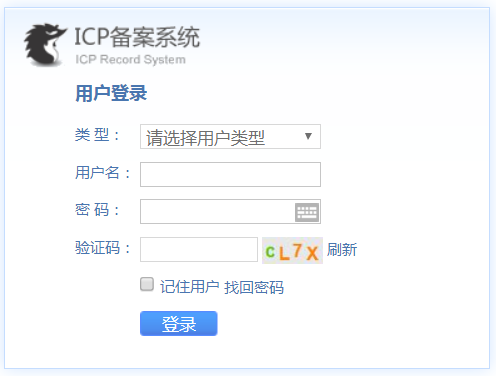 ICP备案系统
ICP Record System
用户登录
类 型：
请选择用户类型
用户名：
密 码：
验证码：
cL7X 刷新
记住用户 找回密码
登录